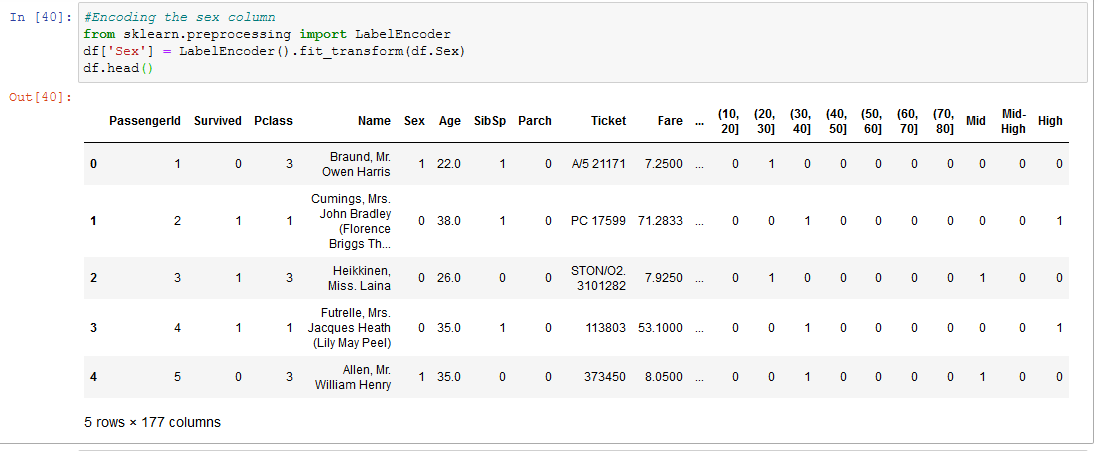 In [40]: #Encoding the sex column
from sklearn.preprocessing import LabelEncoder
df['Sex'] = LabelEncoder().fit_transform(df.Sex)
df.head()
Out[40]:
PassengerId Survived Pclass Name Sex Age SibSp Parch Ticket Fare ... (10, 20] (20, 30] (30, 40] (40, 50] (50, 60] (60, 70] (70, 80] Mid Mid-High High
0 1 0 3 Braund, Mr. Owen Harris 1 22.0 1 0 A/5 21171 7.2500 ... 0 1 0 0 0 0 0 0 0 0
1 2 1 1 Cumings, Mrs. John Bradley (Florence Briggs Th... 0 38.0 1 0 PC 17599 71.2833 ... 0 0 1 0 0 0 0 0 0 1
2 3 1 3 Heikkinen, Miss. Laina 0 26.0 0 0 STON/O2. 3101282 7.9250 ... 0 1 0 0 0 0 0 1 0 0
3 4 1 1 Futrelle, Mrs. Jacques Heath (Lily May Peel) 0 35.0 1 0 113803 53.1000 ... 0 0 1 0 0 0 0 0 0 1
4 5 0 3 Allen, Mr. William Henry 1 35.0 0 0 373450 8.0500 ... 0 0 1 0 0 0 0 1 0 0
5 rows × 177 columns